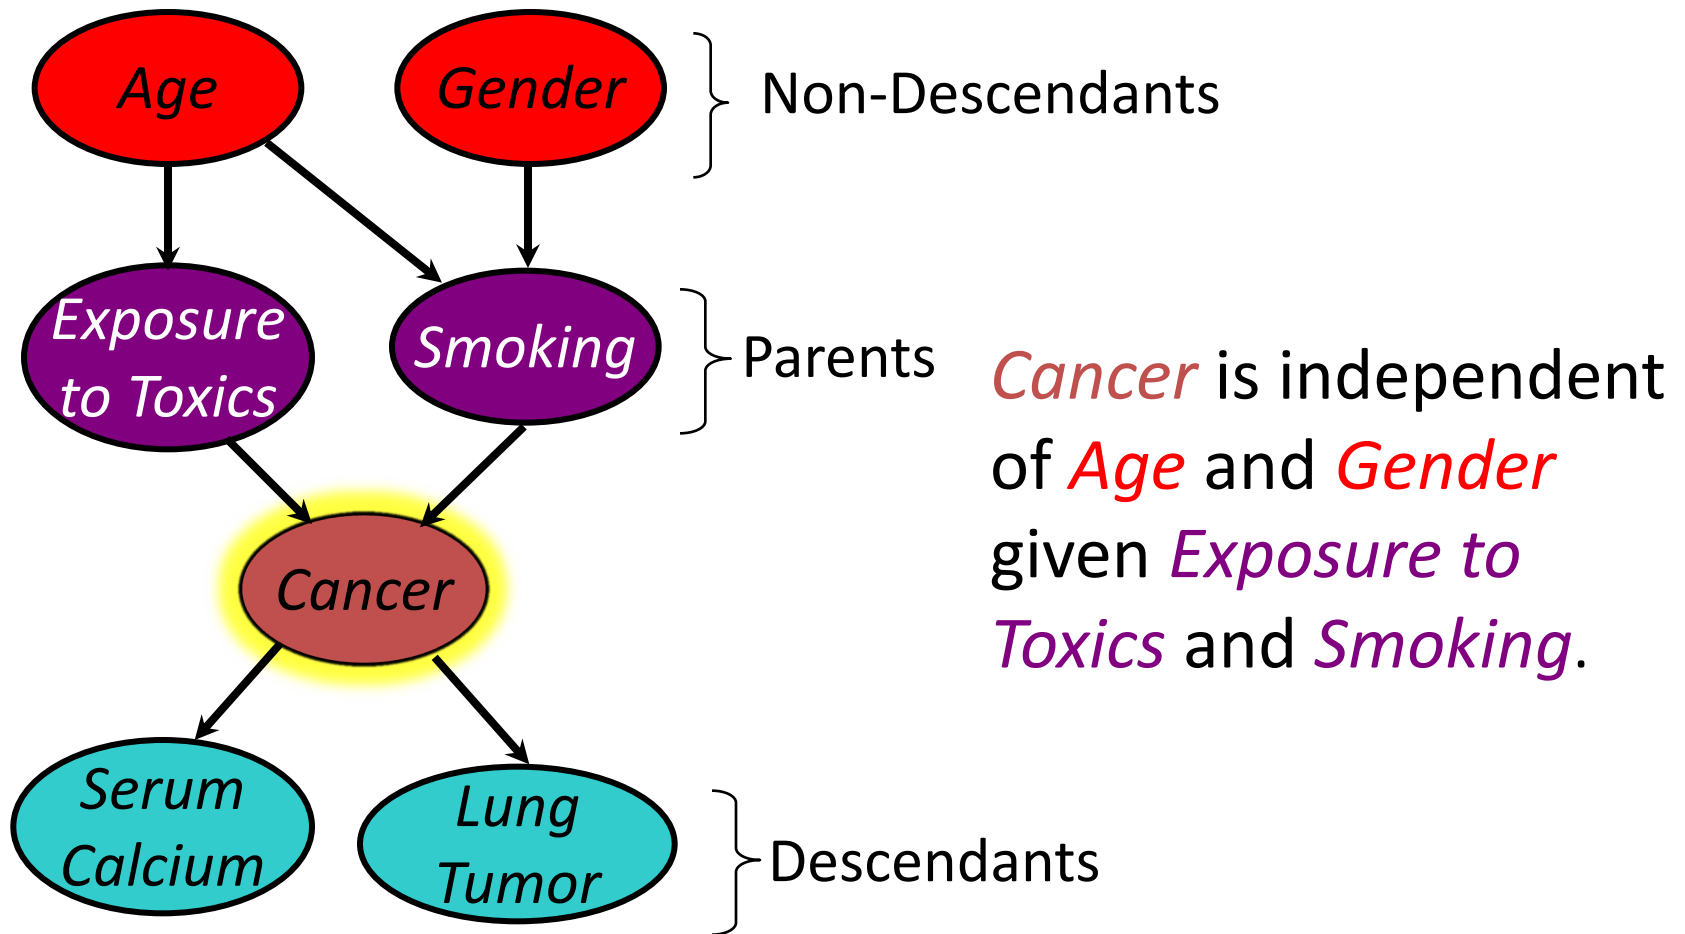 Age
Gender
Non-Descendants
Exposure
to Toxics
Smoking
Parents
Cancer is independent
of Age and Gender
given Exposure to
Toxics and Smoking.
Cancer
Serum
Calcium
Lung
Tumor
Descendants